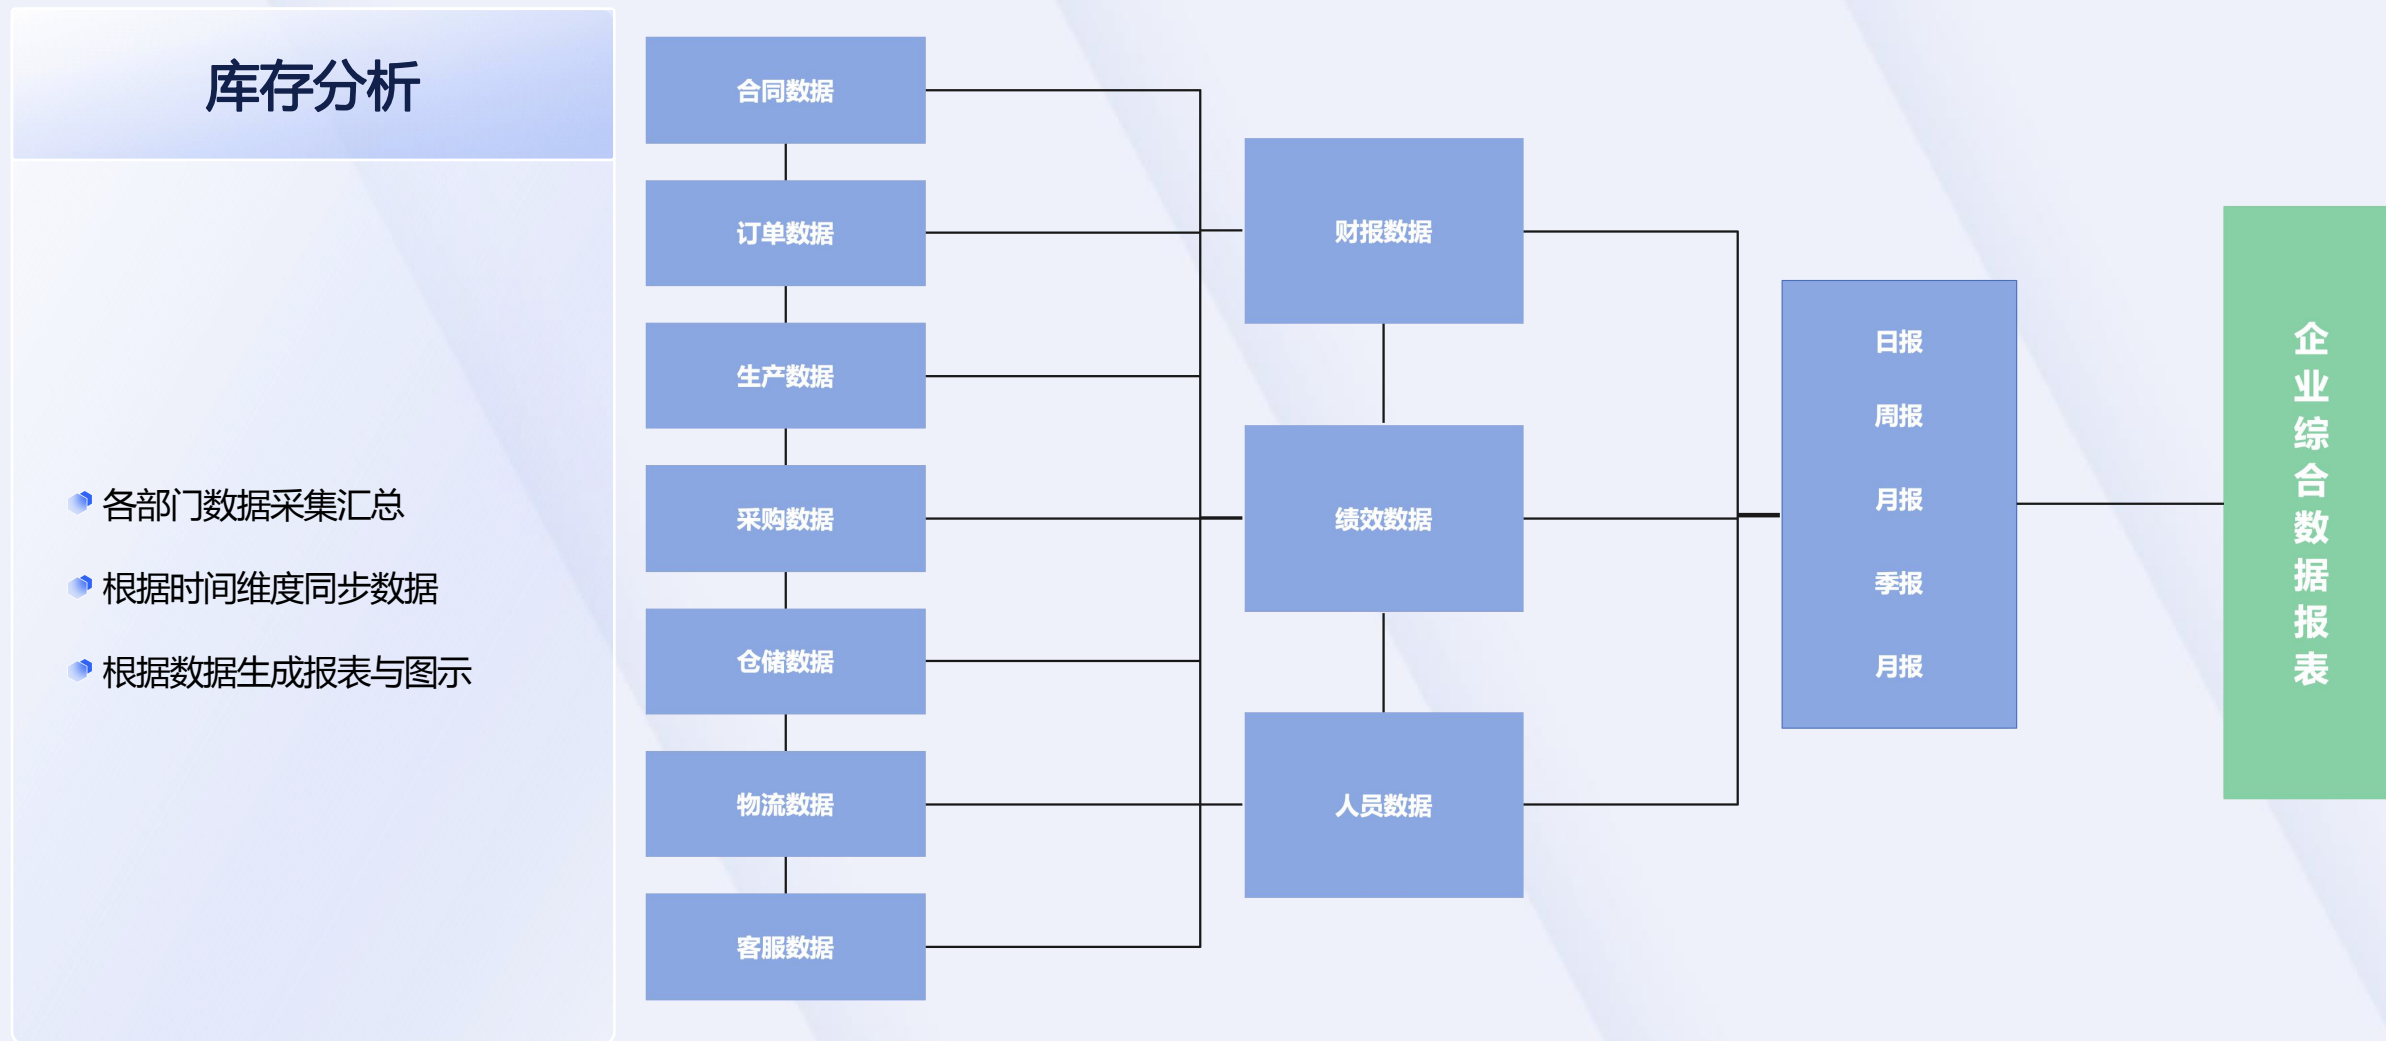 库存分析
各部门数据采集汇总
根据时间维度同步数据
根据数据生成报表与图示
合同数据
订单数据
生产数据
采购数据
仓储数据
物流数据
客服数据
财报数据
绩效数据
人员数据
日报
周报
月报
季报
月报
企业综合数据报表